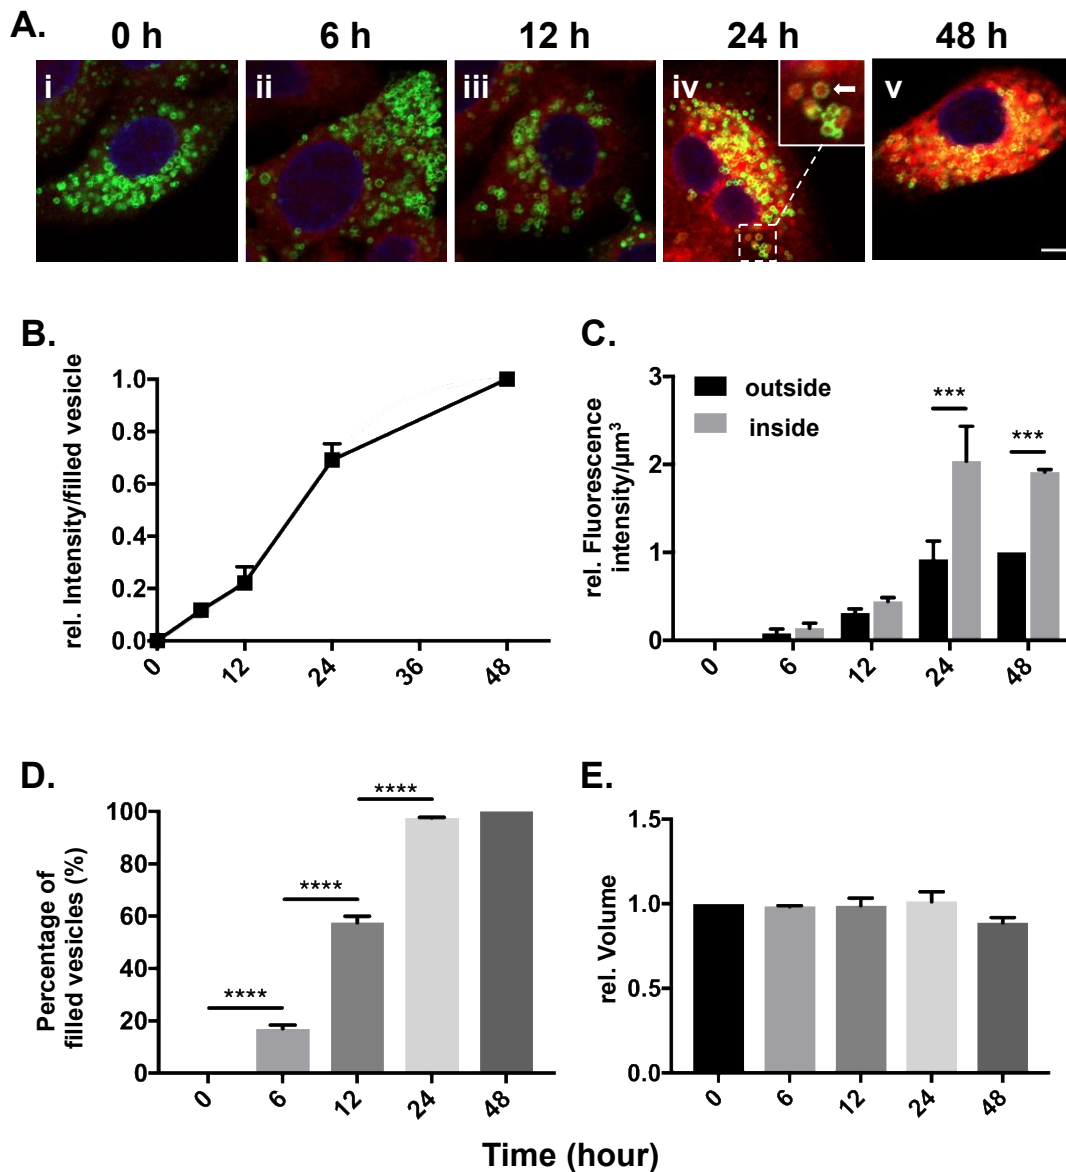 A.
0 h 6 h 12 h 24 h 48 h
i ii iii iv v
B.
rel. Intensity/filled vesicle
1.0
0.8
0.6
0.4
0.2
0.0
0 12 24 36 48
C.
rel. Fluorescence
intensity/µm³
outside
inside
3
2
1
0
***
***
0 6 12 24 48
D.
Percentage of
filled vesicles (%)
100
80
60
40
20
0
****
****
****
0 6 12 24 48
E.
rel. Volume
1.5
1.0
0.5
0.0
0 6 12 24 48
Time (hour)